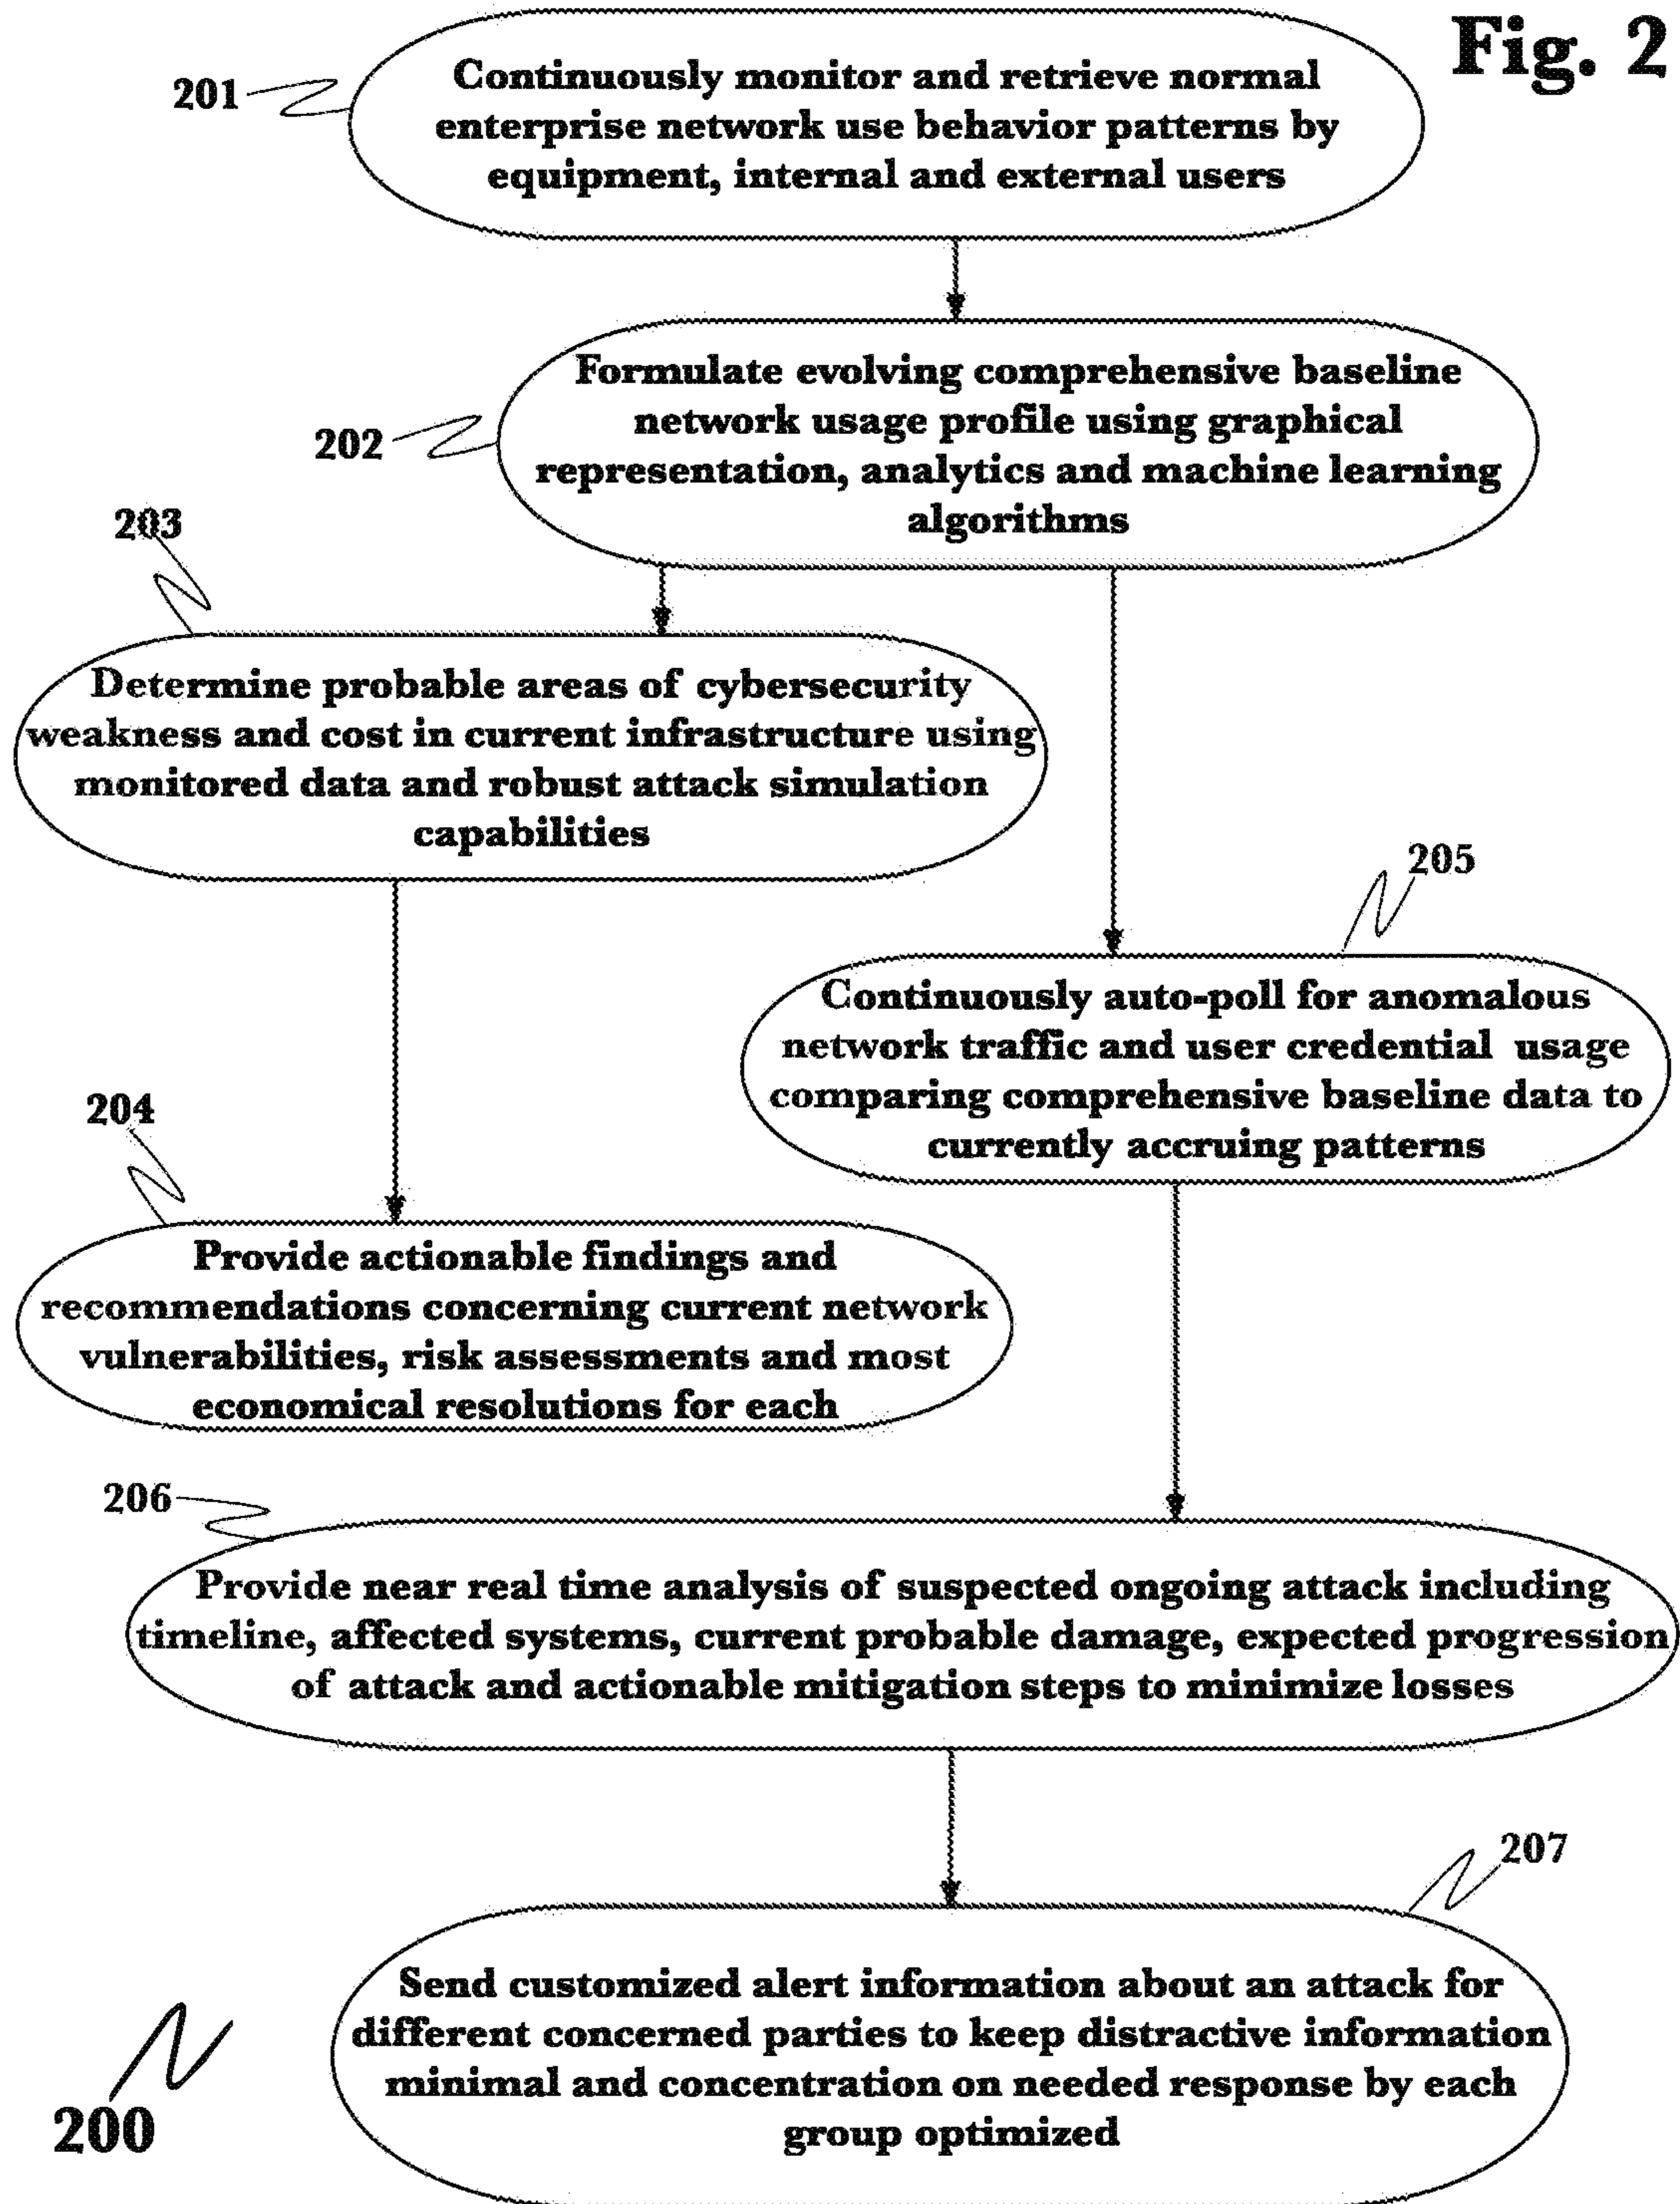 Fig. 2
201
Continuously monitor and retrieve normal
enterprise network use behavior patterns by
equipment, internal and external users
202
Formulate evolving comprehensive baseline
network usage profile using graphical
representation, analytics and machine learning
algorithms
203
Determine probable areas of cybersecurity
weakness and cost in current infrastructure using
monitored data and robust attack simulation
capabilities
205
Continuously auto-poll for anomalous
network traffic and user credential usage
comparing comprehensive baseline data to
currently accruing patterns
204
Provide actionable findings and
recommendations concerning current network
vulnerabilities, risk assessments and most
economical resolutions for each
206
Provide near real time analysis of suspected ongoing attack including
timeline, affected systems, current probable damage, expected progression
of attack and actionable mitigation steps to minimize losses
207
Send customized alert information about an attack for
different concerned parties to keep distractive information
minimal and concentration on needed response by each
group optimized
200